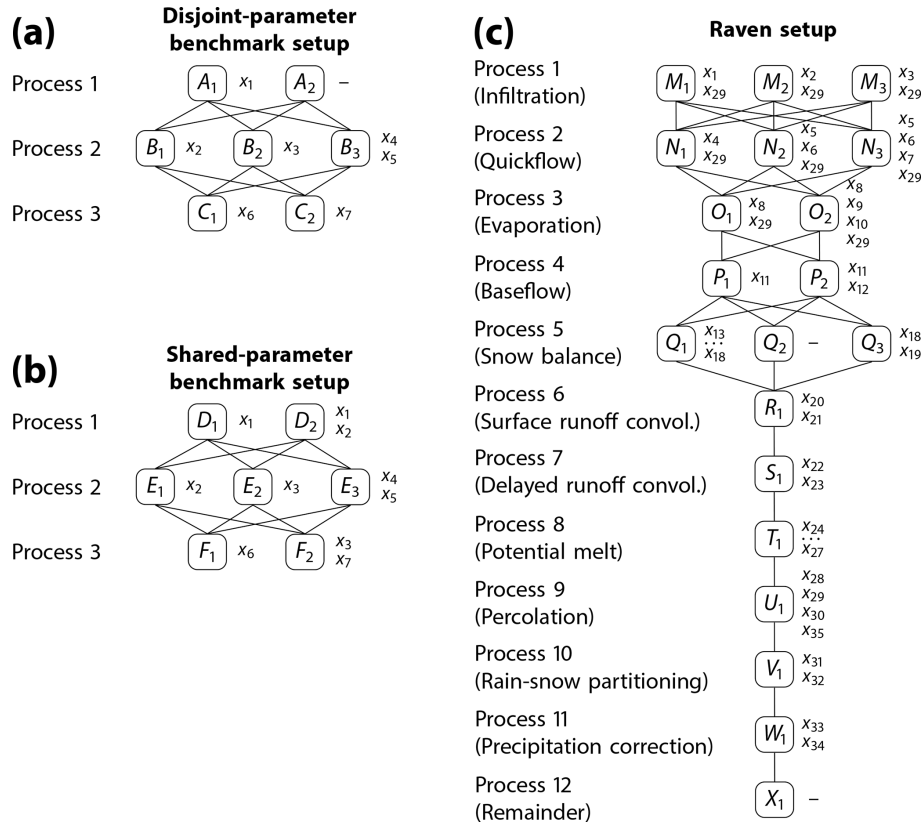 (a)
Disjoint-parameter
benchmark setup
Process 1
A1 x1 A2 –
Process 2
B1 x2 B2 x3 B3 x4
x5
Process 3
C1 x6 C2 x7
(b)
Shared-parameter
benchmark setup
Process 1
D1 x1 D2 x1
x2
Process 2
E1 x2 E2 x3 E3 x4
x5
Process 3
F1 x6 F2 x3
x7
(c)
Raven setup
Process 1
(Infiltration)
M1 x1
x29
M2 x2
x29
M3 x3
x29
Process 2
(Quickflow)
N1 x4
x29
N2 x5
x6
x29
N3 x5
x6
x7
x29
Process 3
(Evaporation)
O1 x8
x29
O2 x8
x9
x10
x29
Process 4
(Baseflow)
P1 x11
P2 x11
x12
Process 5
(Snow balance)
Q1 x13
...
x18
Q2 –
Q3 x18
x19
Process 6
(Surface runoff convol.)
R1 x20
x21
Process 7
(Delayed runoff convol.)
S1 x22
x23
Process 8
(Potential melt)
T1 x24
...
x27
Process 9
(Percolation)
U1 x28
x29
x30
x35
Process 10
(Rain-snow partitioning)
V1 x31
x32
Process 11
(Precipitation correction)
W1 x33
x34
Process 12
(Remainder)
X1 –